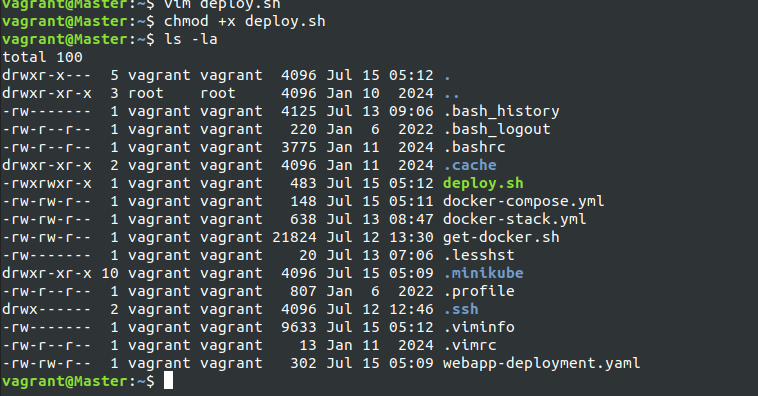 vagrant@Master:~$ vim deploy.sh
vagrant@Master:~$ chmod +x deploy.sh
vagrant@Master:~$ ls -la
total 100
drwxr-x---  5 vagrant vagrant  4096 Jul 15 05:12 .
drwxr-xr-x  3 root    root     4096 Jan 10  2024 ..
-rw-------  1 vagrant vagrant  4125 Jul 13 09:06 .bash_history
-rw-r--r--  1 vagrant vagrant   220 Jan  6  2022 .bash_logout
-rw-r--r--  1 vagrant vagrant  3775 Jan 11  2024 .bashrc
drwxr-xr-x  2 vagrant vagrant  4096 Jan 11  2024 .cache
-rwxrwxr-x  1 vagrant vagrant   483 Jul 15 05:12 deploy.sh
-rw-rw-r--  1 vagrant vagrant   148 Jul 15 05:11 docker-compose.yml
-rw-rw-r--  1 vagrant vagrant   638 Jul 13 08:47 docker-stack.yml
-rw-rw-r--  1 vagrant vagrant 21824 Jul 12 13:30 get-docker.sh
-rw-------  1 vagrant vagrant    20 Jul 13 07:06 .lesshst
drwxr-xr-x 10 vagrant vagrant  4096 Jul 15 05:09 .minikube
-rw-r--r--  1 vagrant vagrant   807 Jan  6  2022 .profile
drwx------  2 vagrant vagrant  4096 Jul 12 12:46 .ssh
-rw-------  1 vagrant vagrant  9633 Jul 15 05:12 .viminfo
-rw-r--r--  1 vagrant vagrant    13 Jan 11  2024 .vimrc
-rw-rw-r--  1 vagrant vagrant   302 Jul 15 05:09 webapp-deployment.yaml
vagrant@Master:~$